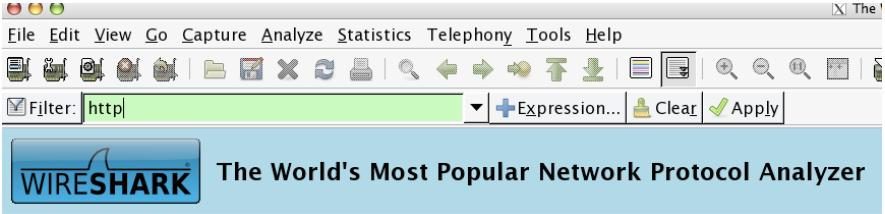 The
File Edit View Go Capture Analyze Statistics Telephony Tools Help
Filter: http Expression... Clear Apply
WIRESHARK The World's Most Popular Network Protocol Analyzer